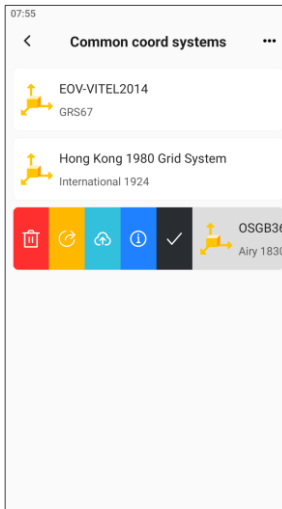 07:55
Common coord systems
EOV-VITEL2014
GRS67
Hong Kong 1980 Grid System
International 1924
OSGB36
Airy 1830